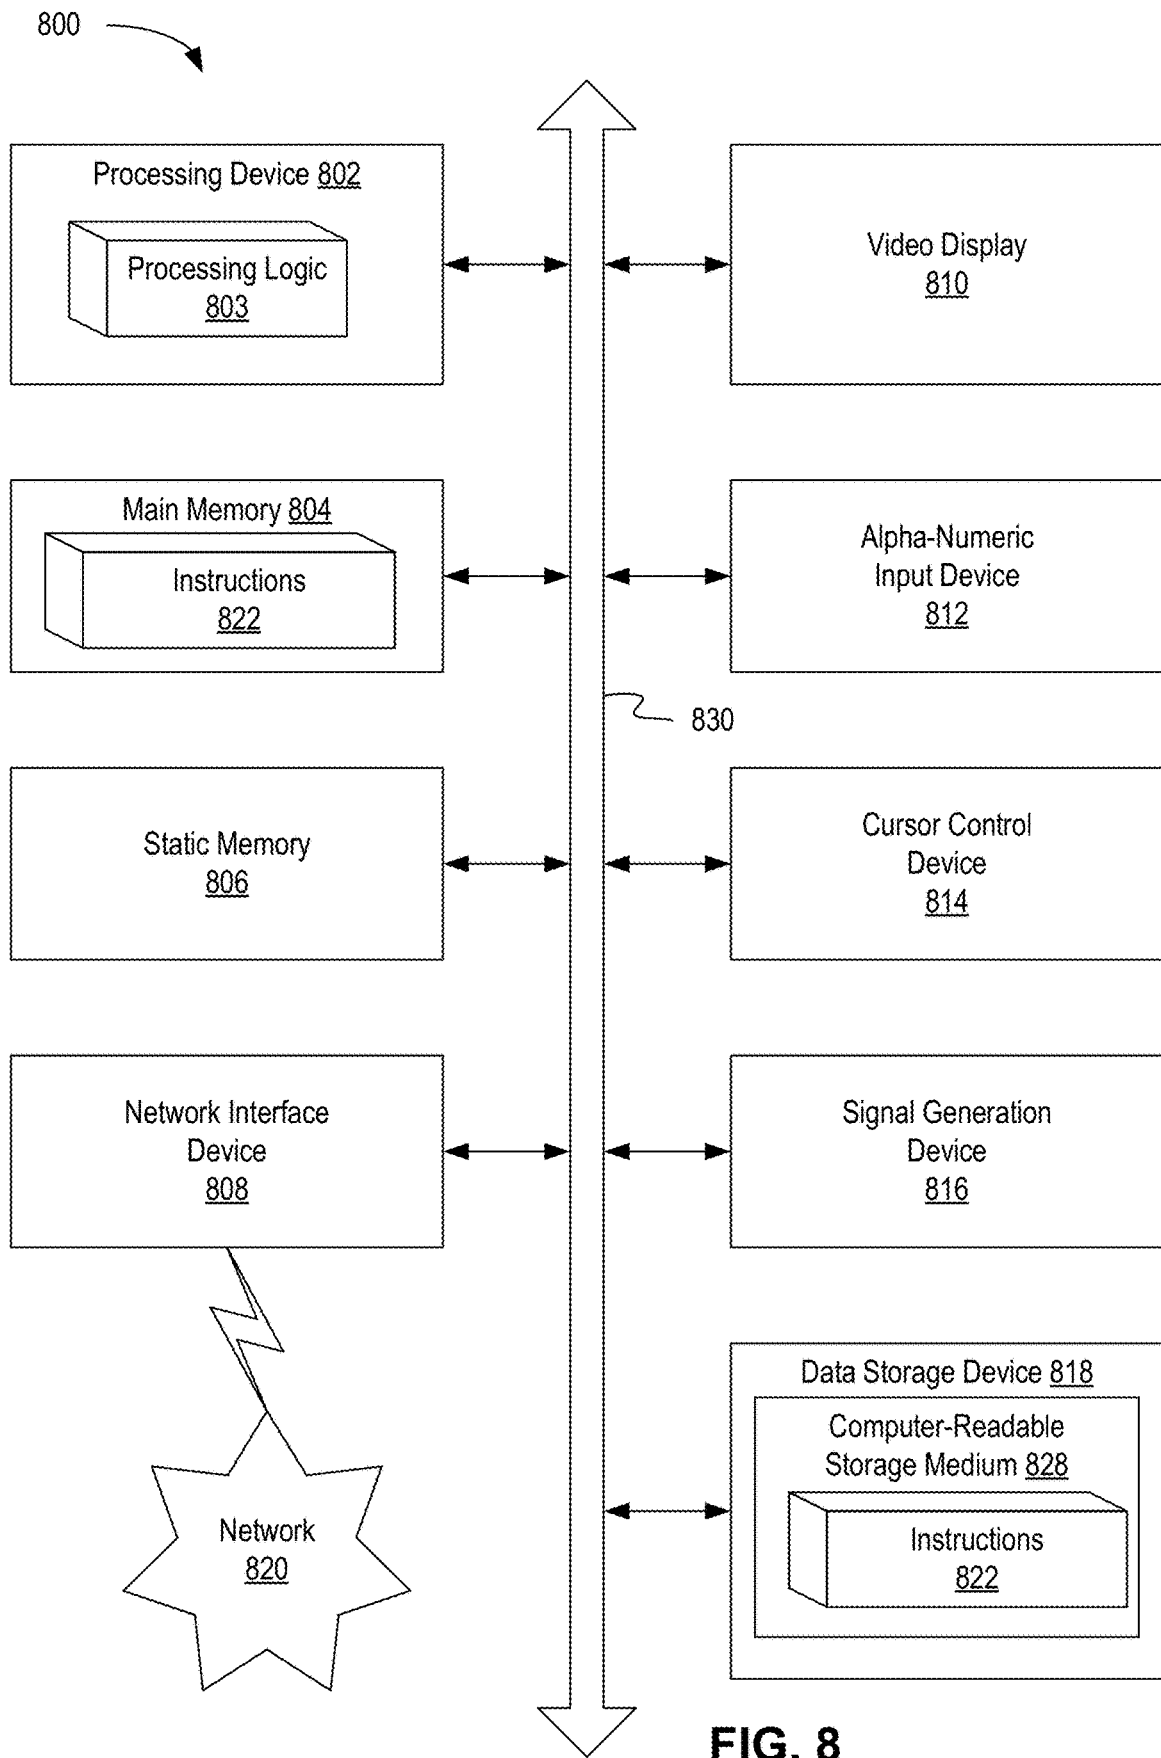 800
Processing Device 802
Processing Logic
803
Video Display
810
Main Memory 804
Instructions
822
Alpha-Numeric
Input Device
812
830
Static Memory
806
Cursor Control
Device
814
Network Interface
Device
808
Signal Generation
Device
816
Data Storage Device 818
Computer-Readable
Storage Medium 828
Instructions
822
Network
820
FIG. 8